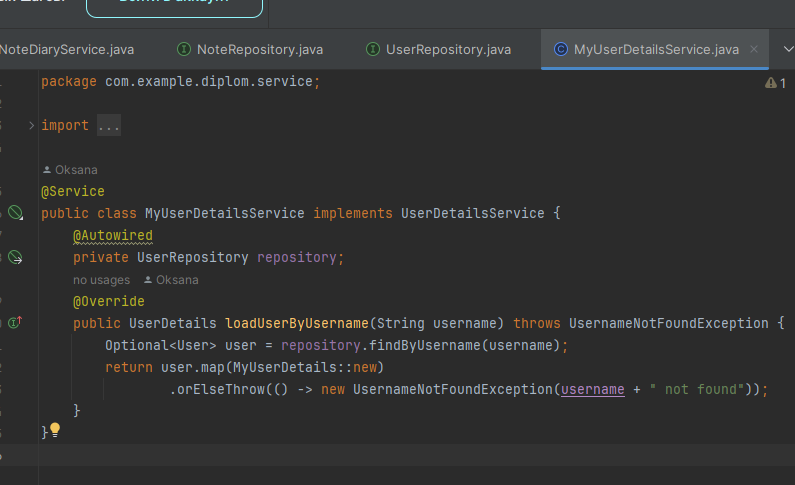 NoteDiaryService.java NoteRepository.java UserRepository.java MyUserDetailsService.java
package com.example.diplom.service; 1
import ...
Oksana
@Service
public class MyUserDetailsService implements UserDetailsService {
@Autowired
private UserRepository repository;
no usages Oksana
@Override
public UserDetails loadUserByUsername(String username) throws UsernameNotFoundException {
Optional<User> user = repository.findByUsername(username);
return user.map(MyUserDetails::new)
.orElseThrow(() -> new UsernameNotFoundException(username + " not found"));
}
}